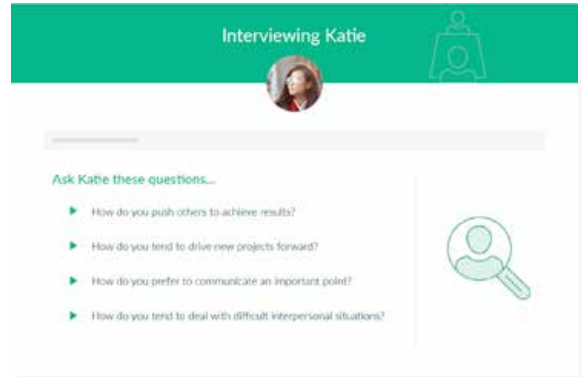 Interviewing Katie
Ask Katie these questions...
How do you push others to achieve results?
How do you tend to drive new projects forward?
How do you prefer to communicate an important point?
How do you tend to deal with difficult interpersonal situations?